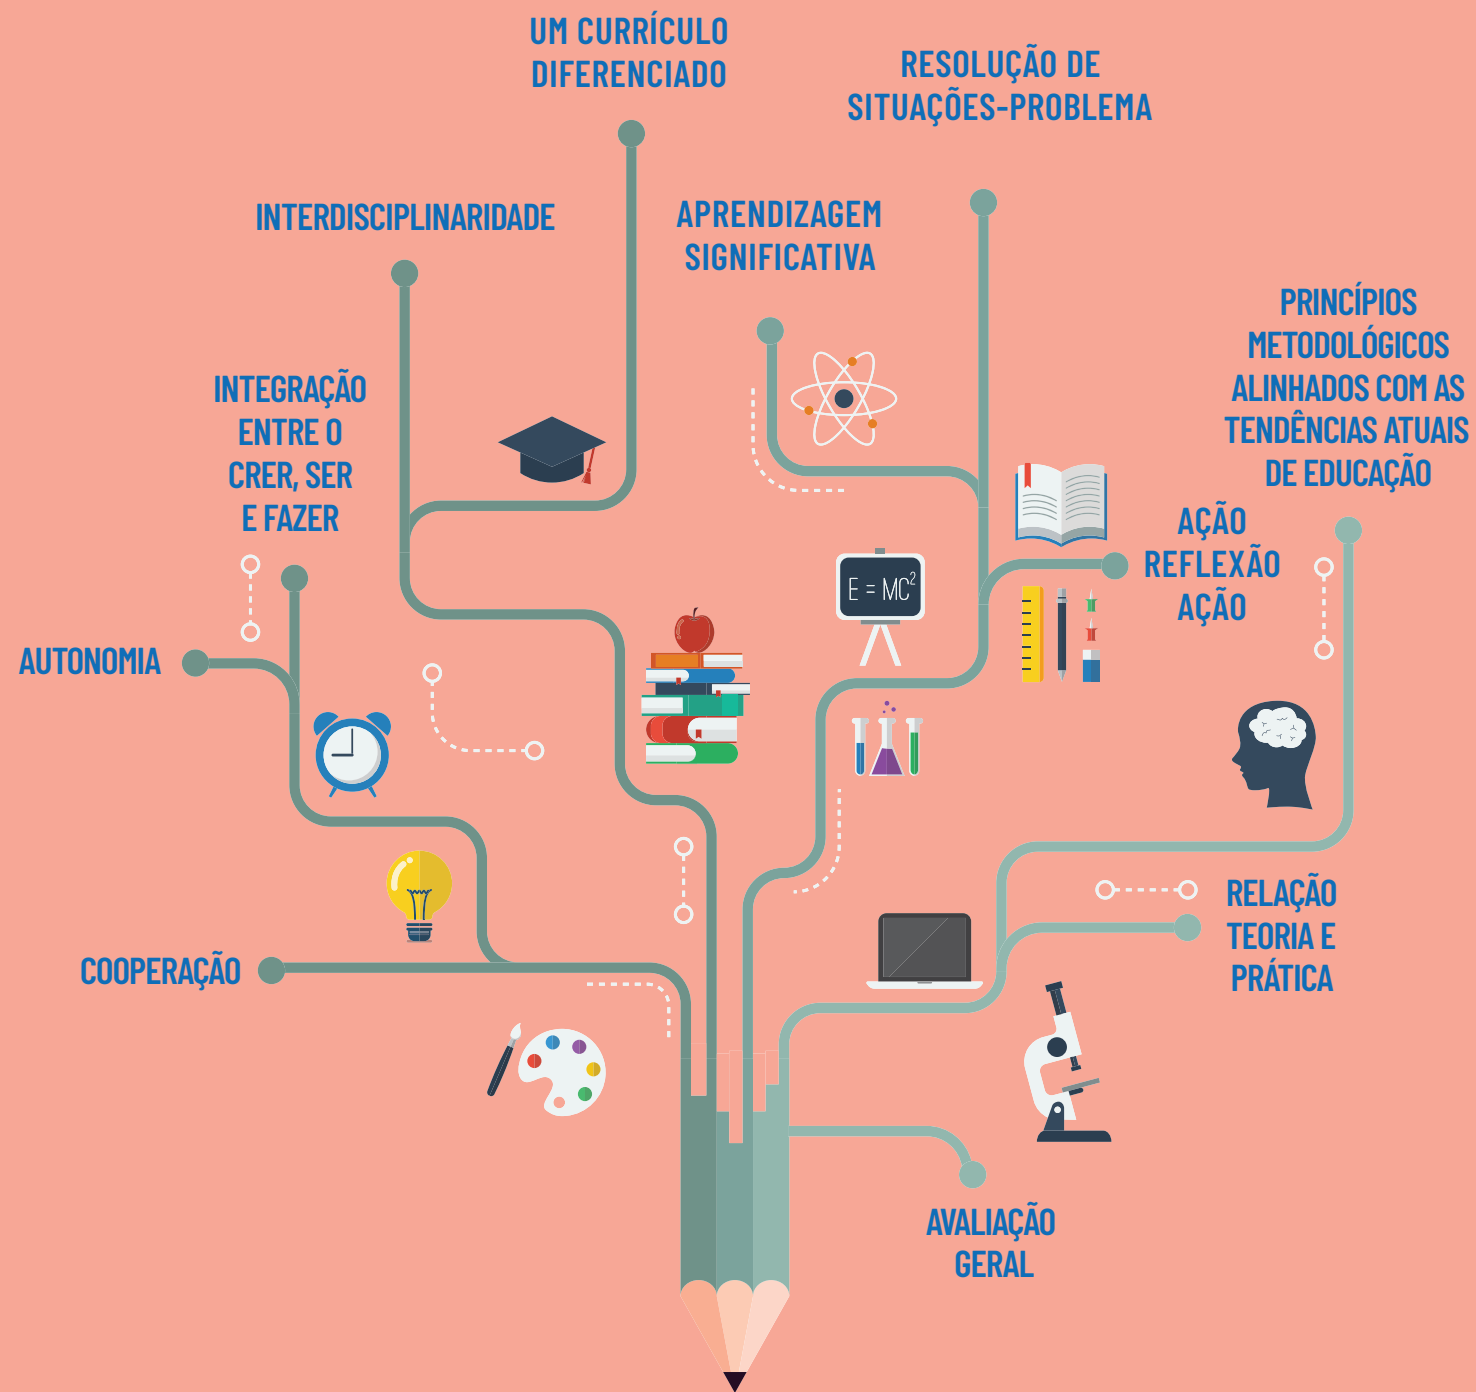 UM CURRÍCULO
DIFERENCIADO
RESOLUÇÃO DE
SITUAÇÕES-PROBLEMA
INTERDISCIPLINARIDADE
APRENDIZAGEM
SIGNIFICATIVA
PRINCÍPIOS
METODOLÓGICOS
ALINHADOS COM AS
TENDÊNCIAS ATUAIS
DE EDUCAÇÃO
INTEGRAÇÃO
ENTRE O
CRER, SER
E FAZER
AÇÃO
REFLEXÃO
AÇÃO
E = MC²
AUTONOMIA
RELAÇÃO
TEORIA E
PRÁTICA
COOPERAÇÃO
AVALIAÇÃO
GERAL